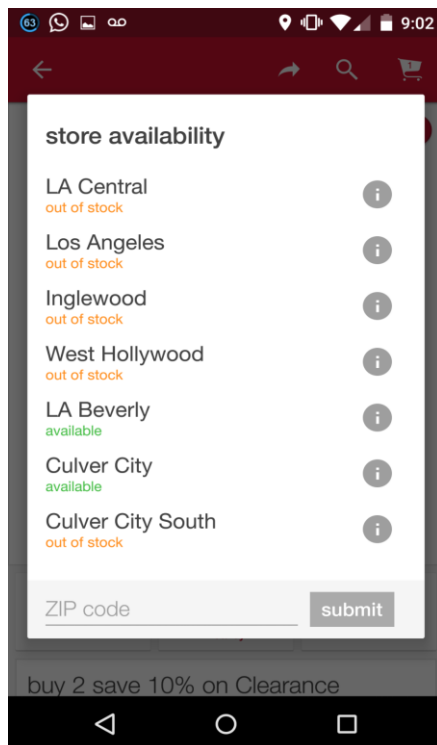 63
9:02
1
store availability
LA Central
out of stock
Los Angeles
out of stock
Inglewood
out of stock
West Hollywood
out of stock
LA Beverly
available
Culver City
available
Culver City South
out of stock
ZIP code
submit
buy 2 save 10% on Clearance